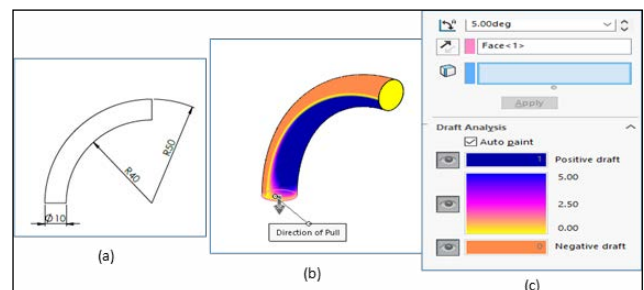 R50
R40
Ø10
(a)
Direction of Pull
(b)
5.00deg
Face<1>
Apply
Draft Analysis
Auto paint
1 Positive draft
5.00
2.50
0.00
0 Negative draft
(c)